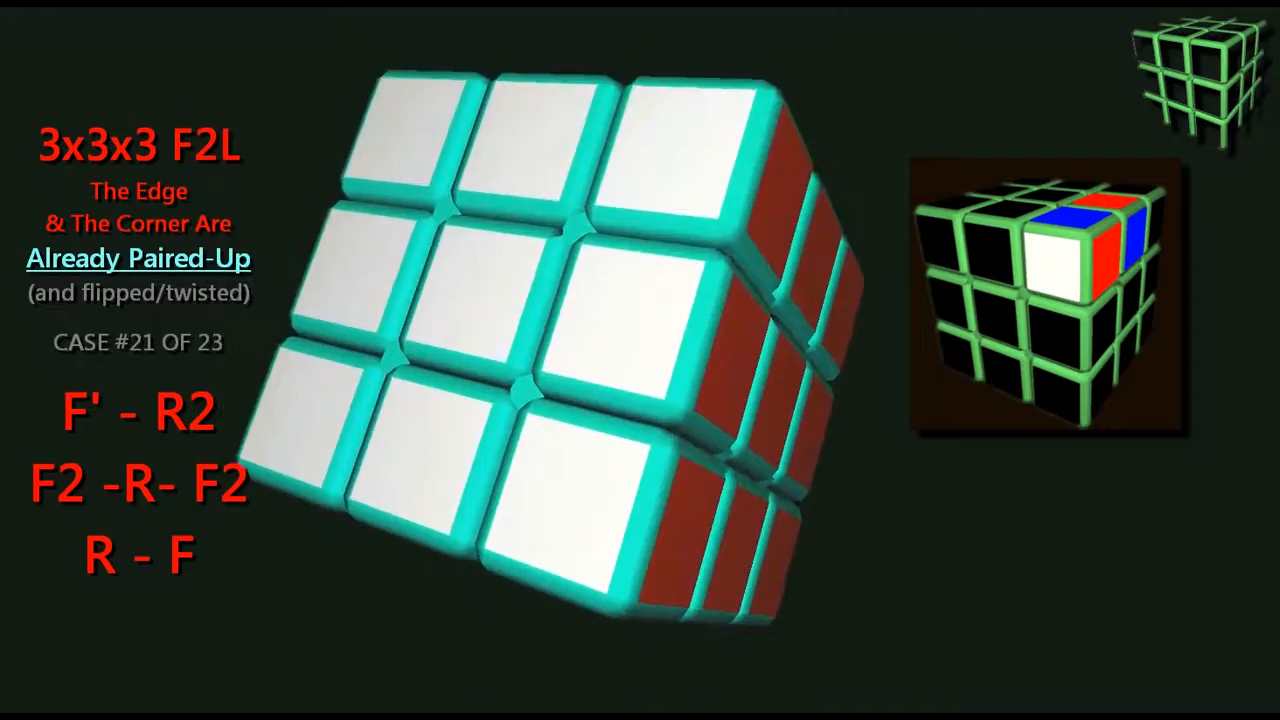 3x3x3 F2L
The Edge
& The Corner Are
Already Paired-Up
(and flipped/twisted)
CASE #21 OF 23
F' - R2
F2 -R- F2
R - F